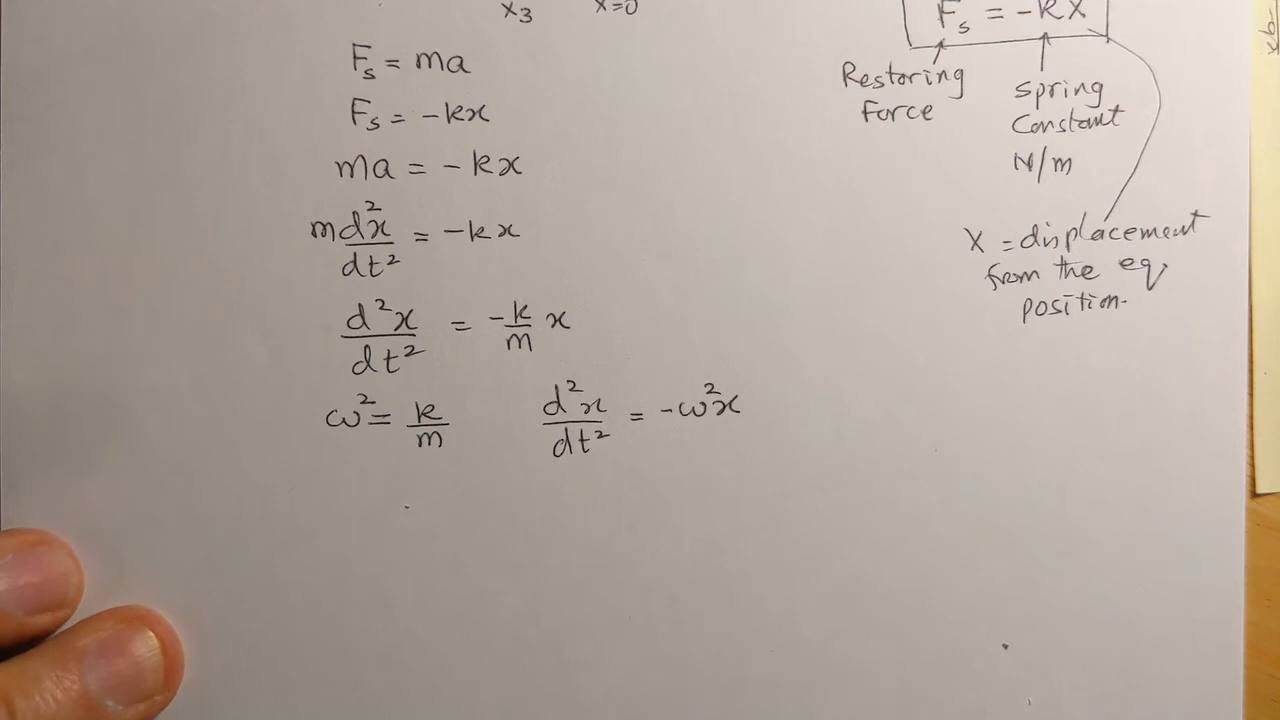 x₃ x=0
Fₛ = ma
Fₛ = -kx
ma = -kx
m d²x/dt² = -kx
d²x/dt² = -k/m x
ω² = k/m d²x/dt² = -ω²x
Fₛ = -kx
Restoring
Force
Spring
Constant
N/m
X = displacement
from the eq
position.